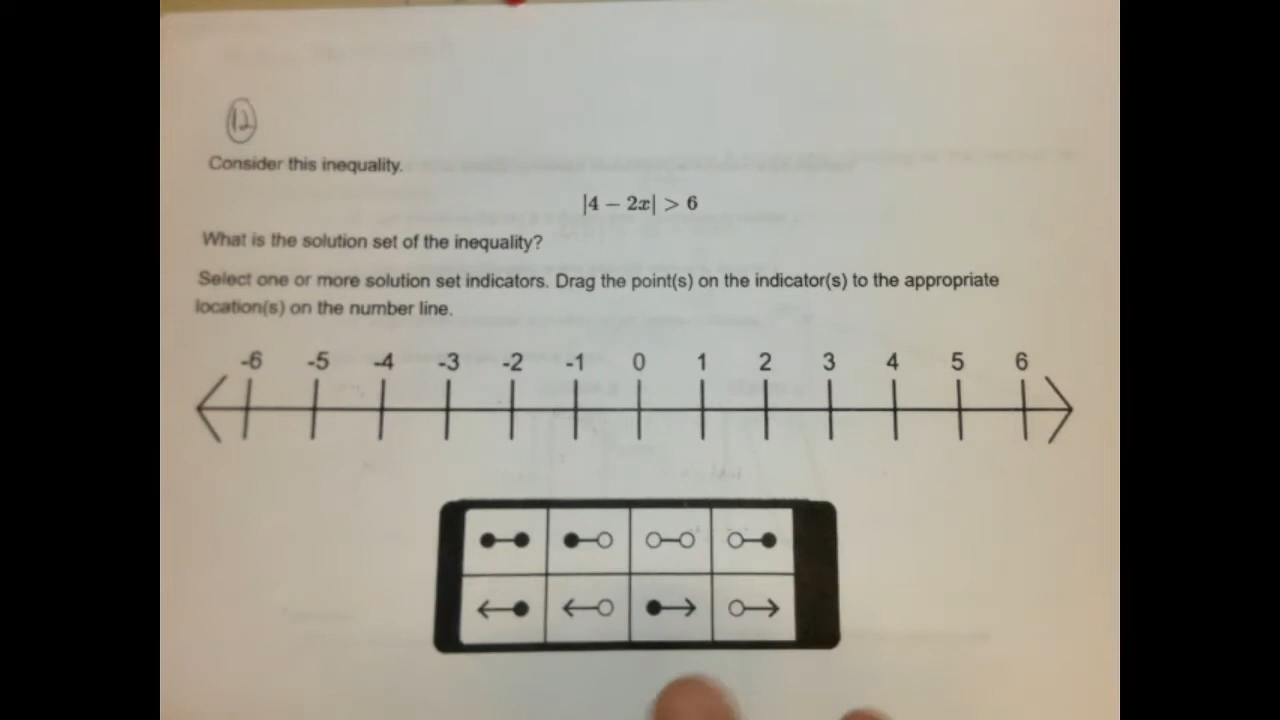 12
Consider this inequality.
|4 − 2x| > 6
What is the solution set of the inequality?
Select one or more solution set indicators. Drag the point(s) on the indicator(s) to the appropriate
location(s) on the number line.
-6 -5 -4 -3 -2 -1 0 1 2 3 4 5 6